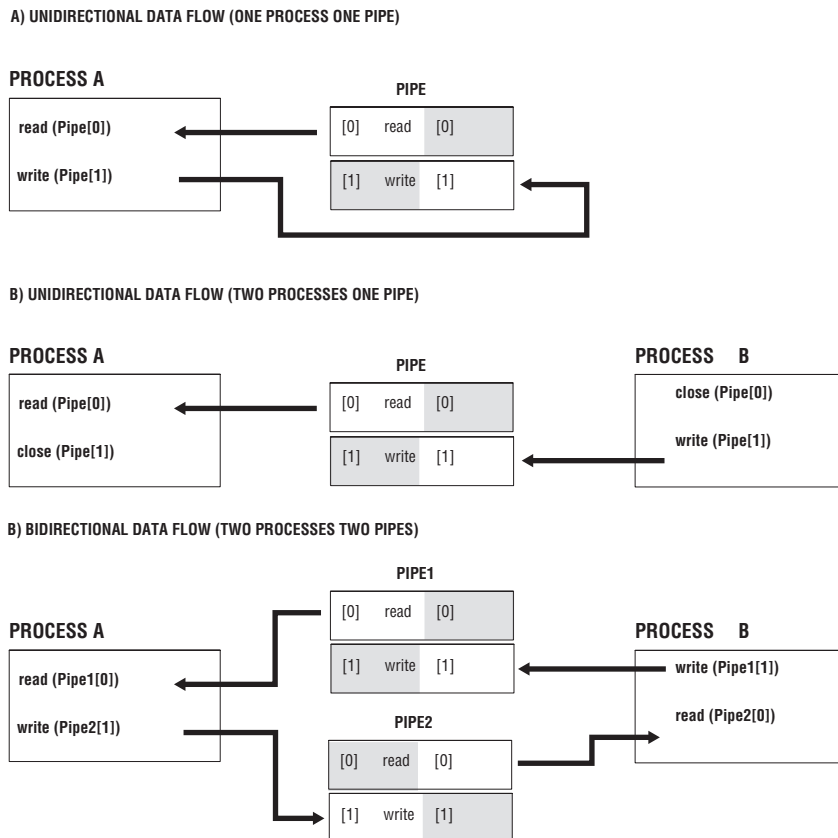 A) UNIDIRECTIONAL DATA FLOW (ONE PROCESS ONE PIPE)
PROCESS A
PIPE
read (Pipe[0])
[0] read [0]
write (Pipe[1])
[1] write [1]
B) UNIDIRECTIONAL DATA FLOW (TWO PROCESSES ONE PIPE)
PROCESS A
PIPE
PROCESS B
read (Pipe[0])
[0] read [0]
close (Pipe[0])
close (Pipe[1])
[1] write [1]
write (Pipe[1])
B) BIDIRECTIONAL DATA FLOW (TWO PROCESSES TWO PIPES)
PIPE1
[0] read [0]
PROCESS A
PROCESS B
read (Pipe1[0])
[1] write [1]
write (Pipe1[1])
write (Pipe2[1])
PIPE2
read (Pipe2[0])
[0] read [0]
[1] write [1]